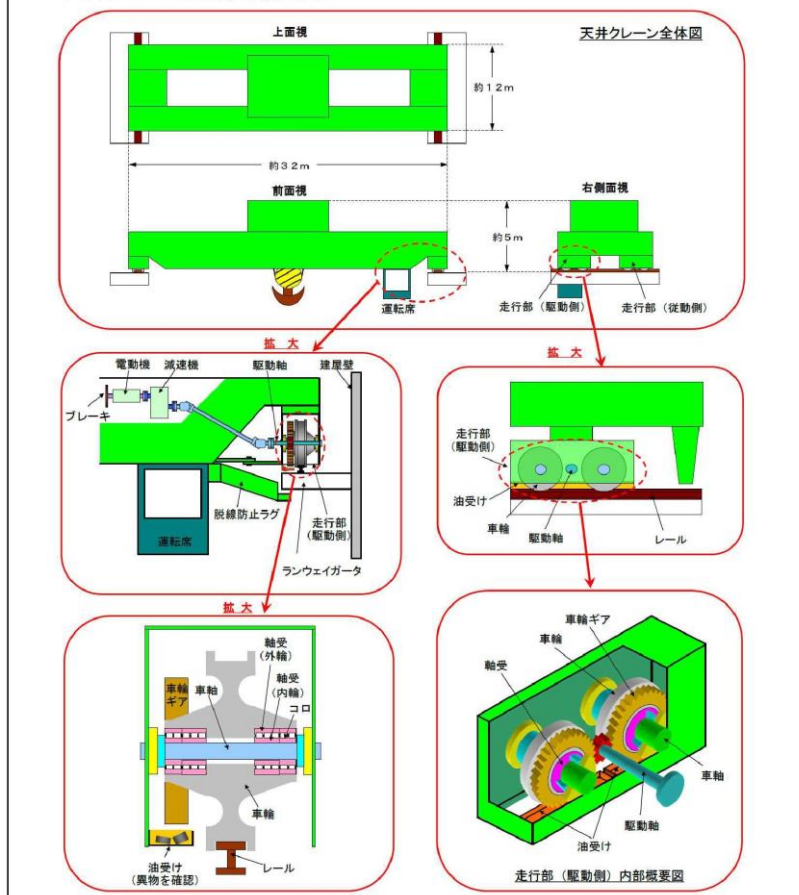 天井クレーン全体図
上面視
約12m
約32m
前面視
右側面視
約5m
運転席
走行部(駆動側)
走行部(従動側)
拡 大
拡 大
電動機
減速機
駆動軸
建屋壁
ブレーキ
脱線防止ラグ
走行部
(駆動側)
運転席
ランウェイガータ
走行部
(駆動側)
油受け
車輪
駆動軸
レール
拡 大
軸受
(外輪)
軸受
(内輪)
コロ
車輪
ギア
車軸
車輪
油受け
(異物を確認)
レール
車輪ギア
車輪
軸受
車軸
駆動軸
油受け
走行部(駆動側)内部概要図